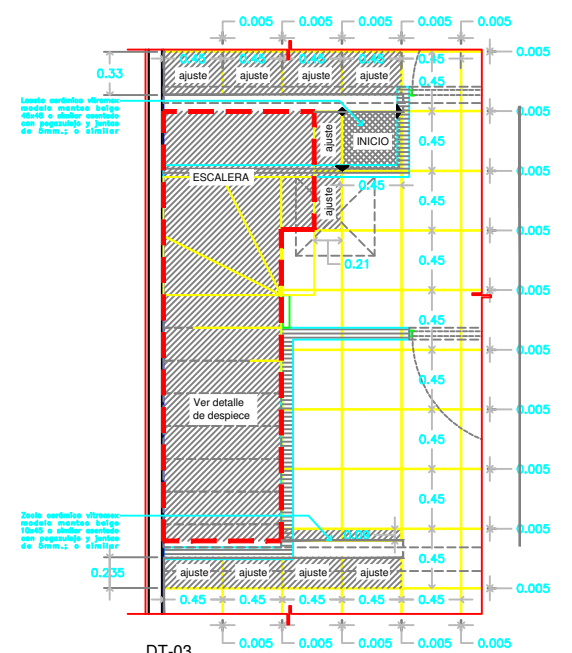 0.005 0.005 0.005 0.005 0.005
0.005
0.45 0.45 0.45 0.45
0.45
0.33
ajuste ajuste ajuste ajuste
0.45
0.005
Loseta cerámica vitromex
modelo montes beige
45x45 o similar asentado
con pegazulejo y juntas
de 5mm.; o similar
ajuste
INICIO
0.45
0.005
ESCALERA
0.45
ajuste
0.45
0.005
0.21
0.45
0.005
0.45
0.005
0.45
0.005
Ver detalle
de despiece
0.45
0.005
Zoclo cerámico vitromex
modelo montes beige
10x45 o similar asentado
con pegazulejo y juntas
de 5mm.; o similar
0.45
0.005
0.45
0.235
ajuste ajuste ajuste ajuste
0.005
0.45 0.45 0.45 0.45
0.005 0.005 0.005 0.005 0.005
DT-03